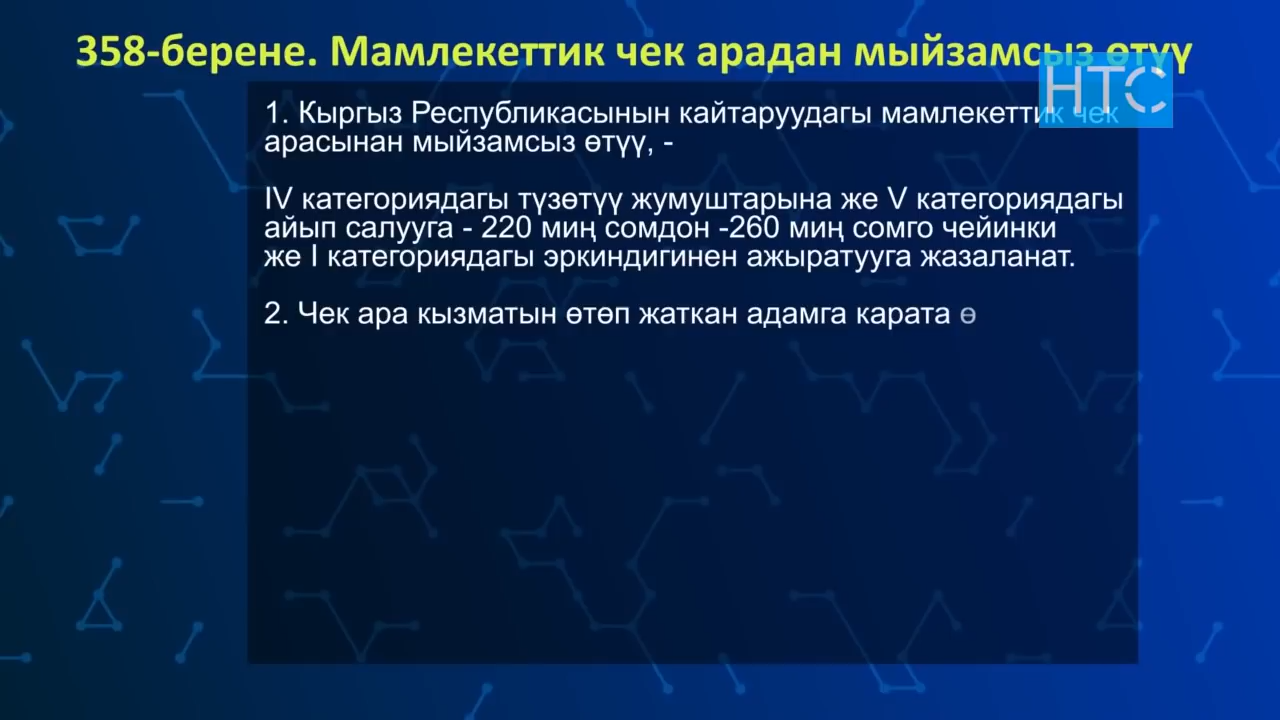 358-берене. Мамлекеттик чек арадан мыйзамсыз өтүү
НТС
1. Кыргыз Республикасынын кайтаруудагы мамлекеттик чек
арасынан мыйзамсыз өтүү, -
IV категориядагы түзөтүү жумуштарына же V категориядагы
айып салууга - 220 миң сомдон -260 миң сомго чейинки
же I категориядагы эркиндигинен ажыратууга жазаланат.
2. Чек ара кызматын өтөп жаткан адамга карата ө